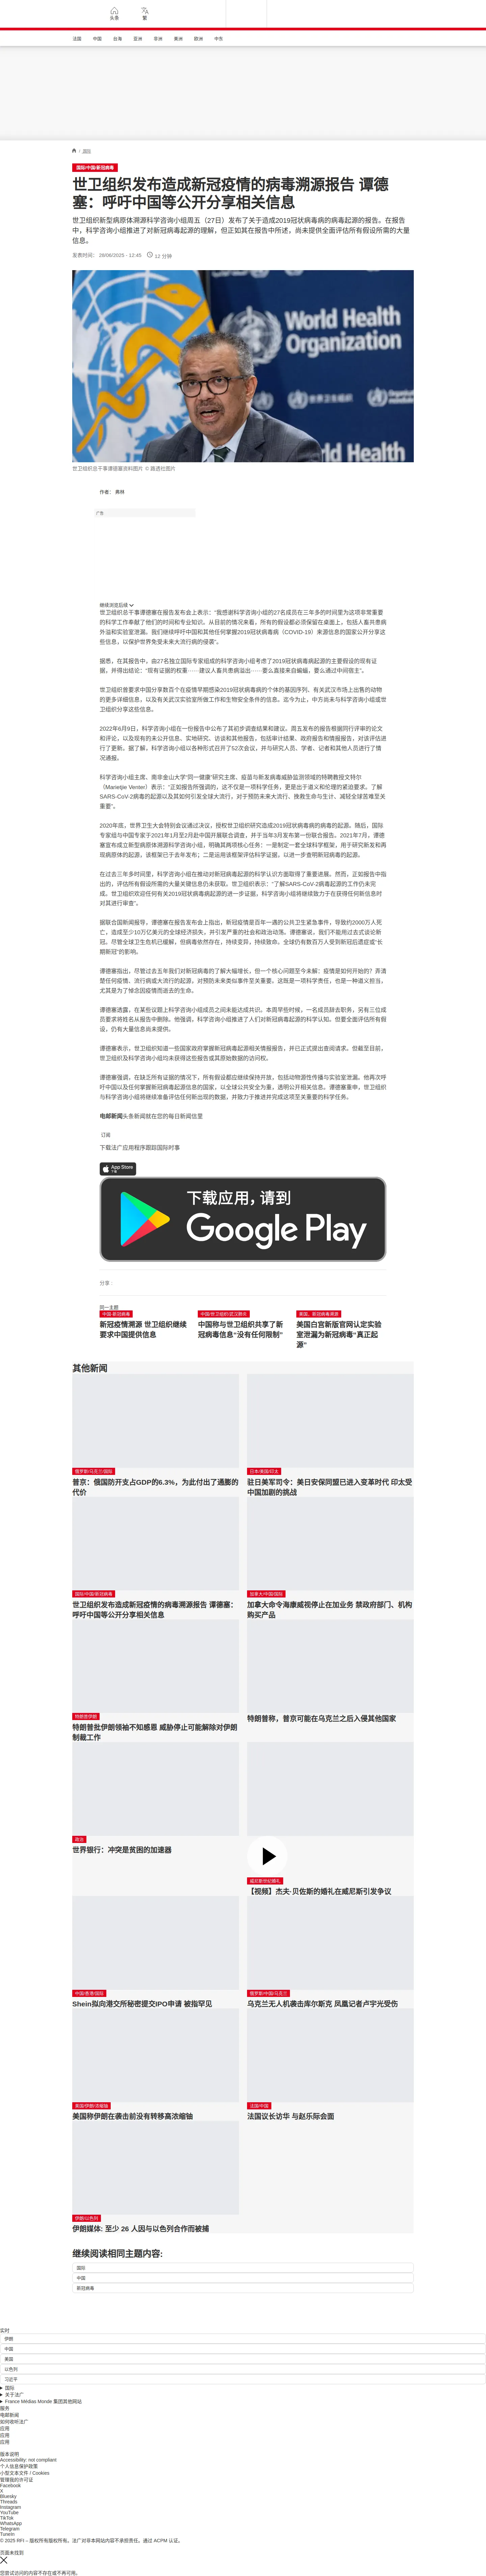 头条
繁
法国
中国
台海
亚洲
非洲
美洲
欧洲
中东
/ 国际
国际/中国/新冠病毒
世卫组织发布造成新冠疫情的病毒溯源报告 谭德
塞：呼吁中国等公开分享相关信息
世卫组织新型病原体溯源科学咨询小组周五（27日）发布了关于造成2019冠状病毒病的病毒起源的报告。在报告
中，科学咨询小组推进了对新冠病毒起源的理解，但正如其在报告中所述，尚未提供全面评估所有假设所需的大量
信息。
发表时间： 28/06/2025 - 12:45
12 分钟
World Health
Organization
世卫组织总干事谭德塞资料图片 © 路透社图片
作者： 弗林
广告
继续浏览后续
世卫组织总干事谭德塞在报告发布会上表示：“我感谢科学咨询小组的27名成员在三年多的时间里为这项非常重要
的科学工作奉献了他们的时间和专业知识。从目前的情况来看，所有的假设都必须保留在桌面上，包括人畜共患病
外溢和实验室泄漏。我们继续呼吁中国和其他任何掌握2019冠状病毒病（COVID-19）来源信息的国家公开分享这
些信息，以保护世界免受未来大流行病的侵袭”。
据悉，在其报告中，由27名独立国际专家组成的科学咨询小组考虑了2019冠状病毒病起源的主要假设的现有证
据，并得出结论：“现有证据的权重······建议人畜共患病溢出······要么直接来自蝙蝠，要么通过中间宿主”。
世卫组织曾要求中国分享数百个在疫情早期感染2019冠状病毒病的个体的基因序列、有关武汉市场上出售的动物
的更多详细信息，以及有关武汉实验室所做工作和生物安全条件的信息。迄今为止，中方尚未与科学咨询小组或世
卫组织分享这些信息。
2022年6月9日，科学咨询小组在一份报告中公布了其初步调查结果和建议。周五发布的报告根据同行评审的论文
和评论，以及现有的未公开信息、实地研究、访谈和其他报告，包括审计结果、政府报告和情报报告，对该评估进
行了更新。据了解，科学咨询小组以各种形式召开了52次会议，并与研究人员、学者、记者和其他人员进行了情
况通报。
科学咨询小组主席、南非金山大学“同一健康”研究主席、疫苗与新发病毒威胁监测领域的特聘教授文特尔
（Marietjie Venter）表示：“正如报告所强调的，这不仅是一项科学任务，更是出于道义和伦理的紧迫要求。了解
SARS-CoV-2病毒的起源以及其如何引发全球大流行，对于预防未来大流行、挽救生命与生计、减轻全球苦难至关
重要”。
2020年底，世界卫生大会特别会议通过决议，授权世卫组织研究造成2019冠状病毒病的病毒的起源。随后，国际
专家组与中国专家于2021年1月至2月赴中国开展联合调查，并于当年3月发布第一份联合报告。2021年7月，谭德
塞宣布成立新型病原体溯源科学咨询小组，明确其两项核心任务：一是制定一套全球科学框架，用于研究新发和再
现病原体的起源，该框架已于去年发布；二是运用该框架评估科学证据，以进一步查明新冠病毒的起源。
在过去三年多时间里，科学咨询小组在推动对新冠病毒起源的科学认识方面取得了重要进展。然而，正如报告中指
出的，评估所有假设所需的大量关键信息仍未获取。世卫组织表示：“了解SARS-CoV-2病毒起源的工作仍未完
成。世卫组织欢迎任何有关2019冠状病毒病起源的进一步证据，科学咨询小组将继续致力于在获得任何新信息时
对其进行审查”。
据联合国新闻报导，谭德塞在报告发布会上指出，新冠疫情是百年一遇的公共卫生紧急事件，导致约2000万人死
亡，造成至少10万亿美元的全球经济损失，并引发严重的社会和政治动荡。谭德塞说，我们不能用过去式谈论新
冠。尽管全球卫生危机已缓解，但病毒依然存在，持续变异，持续致命，全球仍有数百万人受到新冠后遗症或“长
期新冠”的影响。
谭德塞指出，尽管过去五年我们对新冠病毒的了解大幅增长，但一个核心问题至今未解：疫情是如何开始的？弄清
楚任何疫情、流行病或大流行的起源，对预防未来类似事件至关重要。这既是一项科学责任，也是一种道义担当，
尤其是为了悼念因疫情而逝去的生命。
谭德塞透露，在某些议题上科学咨询小组成员之间未能达成共识。本周早些时候，一名成员辞去职务，另有三位成
员要求将姓名从报告中删除。他强调，科学咨询小组推进了人们对新冠病毒起源的科学认知。但要全面评估所有假
设，仍有大量信息尚未提供。
谭德塞表示，世卫组织知道一些国家政府掌握新冠病毒起源相关情报报告，并已正式提出查阅请求。但截至目前，
世卫组织及科学咨询小组均未获得这些报告或其原始数据的访问权。
谭德塞强调，在缺乏所有证据的情况下，所有假设都应继续保持开放，包括动物源性传播与实验室泄漏。他再次呼
吁中国以及任何掌握新冠病毒起源信息的国家，以全球公共安全为重，透明公开相关信息。谭德塞重申，世卫组织
与科学咨询小组将继续准备评估任何新出现的数据，并致力于推进并完成这项至关重要的科学任务。
电邮新闻头条新闻就在您的每日新闻信里
订阅
下载法广应用程序跟踪国际时事
App Store
下载
下载应用，请到
Google Play
分享 :
同一主题
中国-新冠病毒
新冠疫情溯源 世卫组织继续
要求中国提供信息
中国/世卫组织/武汉肺炎
中国称与世卫组织共享了新
冠病毒信息“没有任何限制”
美国、新冠病毒溯源
美国白宫新版官网认定实验
室泄漏为新冠病毒“真正起
源”
其他新闻
俄罗斯/乌克兰/国际
普京：俄国防开支占GDP的6.3%，为此付出了通膨的
代价
日本/美国/印太
驻日美军司令：美日安保同盟已进入变革时代 印太受
中国加剧的挑战
国际/中国/新冠病毒
世卫组织发布造成新冠疫情的病毒溯源报告 谭德塞：
呼吁中国等公开分享相关信息
加拿大/中国/国际
加拿大命令海康威视停止在加业务 禁政府部门、机构
购买产品
特朗普伊朗
特朗普批伊朗领袖不知感恩 威胁停止可能解除对伊朗
制裁工作
特朗普称，普京可能在乌克兰之后入侵其他国家
政治
世界银行：冲突是贫困的加速器
威尼斯世纪婚礼
【视频】杰夫·贝佐斯的婚礼在威尼斯引发争议
中国/香港/国际
Shein拟向港交所秘密提交IPO申请 被指罕见
俄罗斯/中国/乌克兰
乌克兰无人机袭击库尔斯克 凤凰记者卢宇光受伤
美国/伊朗/浓缩铀
美国称伊朗在袭击前没有转移高浓缩铀
法国/中国
法国议长访华 与赵乐际会面
伊朗/以色列
伊朗媒体: 至少 26 人因与以色列合作而被捕
继续阅读相同主题内容:
国际
中国
新冠病毒
实时
伊朗
中国
美国
以色列
习近平
国际
关于法广
France Médias Monde 集团其他网站
服务
电邮新闻
如何收听法广
应用
应用
应用
版本说明
Accessibility: not compliant
个人信息保护政策
小型文本文件 / Cookies
管理我的许可证
Facebook
X
Bluesky
Threads
Instagram
YouTube
TikTok
WhatsApp
Telegram
TuneIn
© 2025 RFI – 版权所有版权所有。法广对非本网站内容不承担责任。通过 ACPM 认证。
页面未找到
您尝试访问的内容不存在或不再可用。